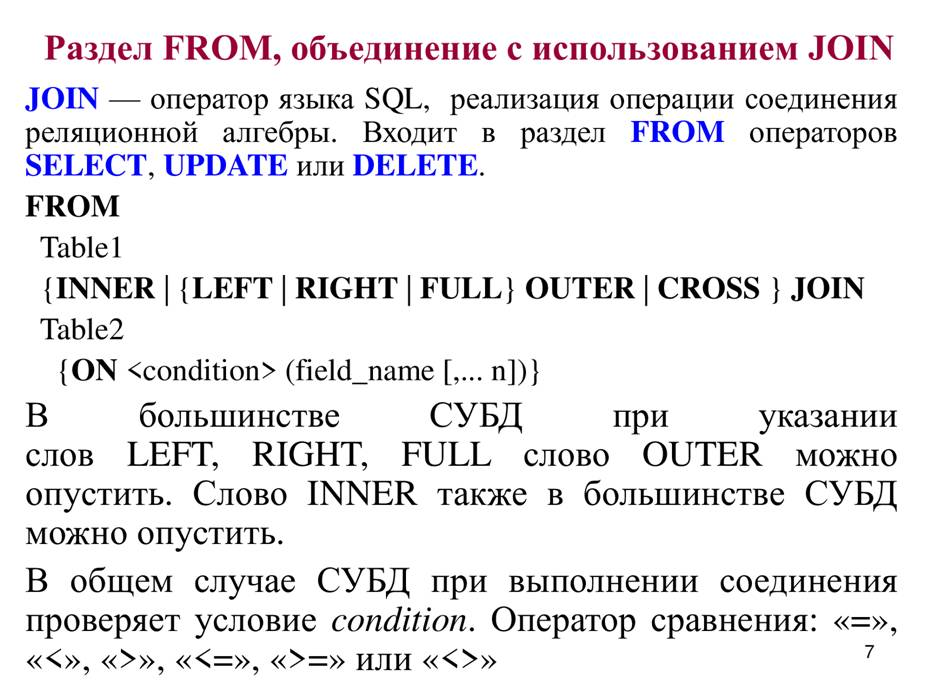 Раздел FROM, объединение с использованием JOIN
JOIN — оператор языка SQL, реализация операции соединения
реляционной алгебры. Входит в раздел FROM операторов
SELECT, UPDATE или DELETE.
FROM
Table1
{INNER | {LEFT | RIGHT | FULL} OUTER | CROSS } JOIN
Table2
{ON <condition> (field_name [,... n])}
В большинстве СУБД при указании
слов LEFT, RIGHT, FULL слово OUTER можно
опустить. Слово INNER также в большинстве СУБД
можно опустить.
В общем случае СУБД при выполнении соединения
проверяет условие condition. Оператор сравнения: «=»,
«<», «>», «<=», «>=» или «<>»
7